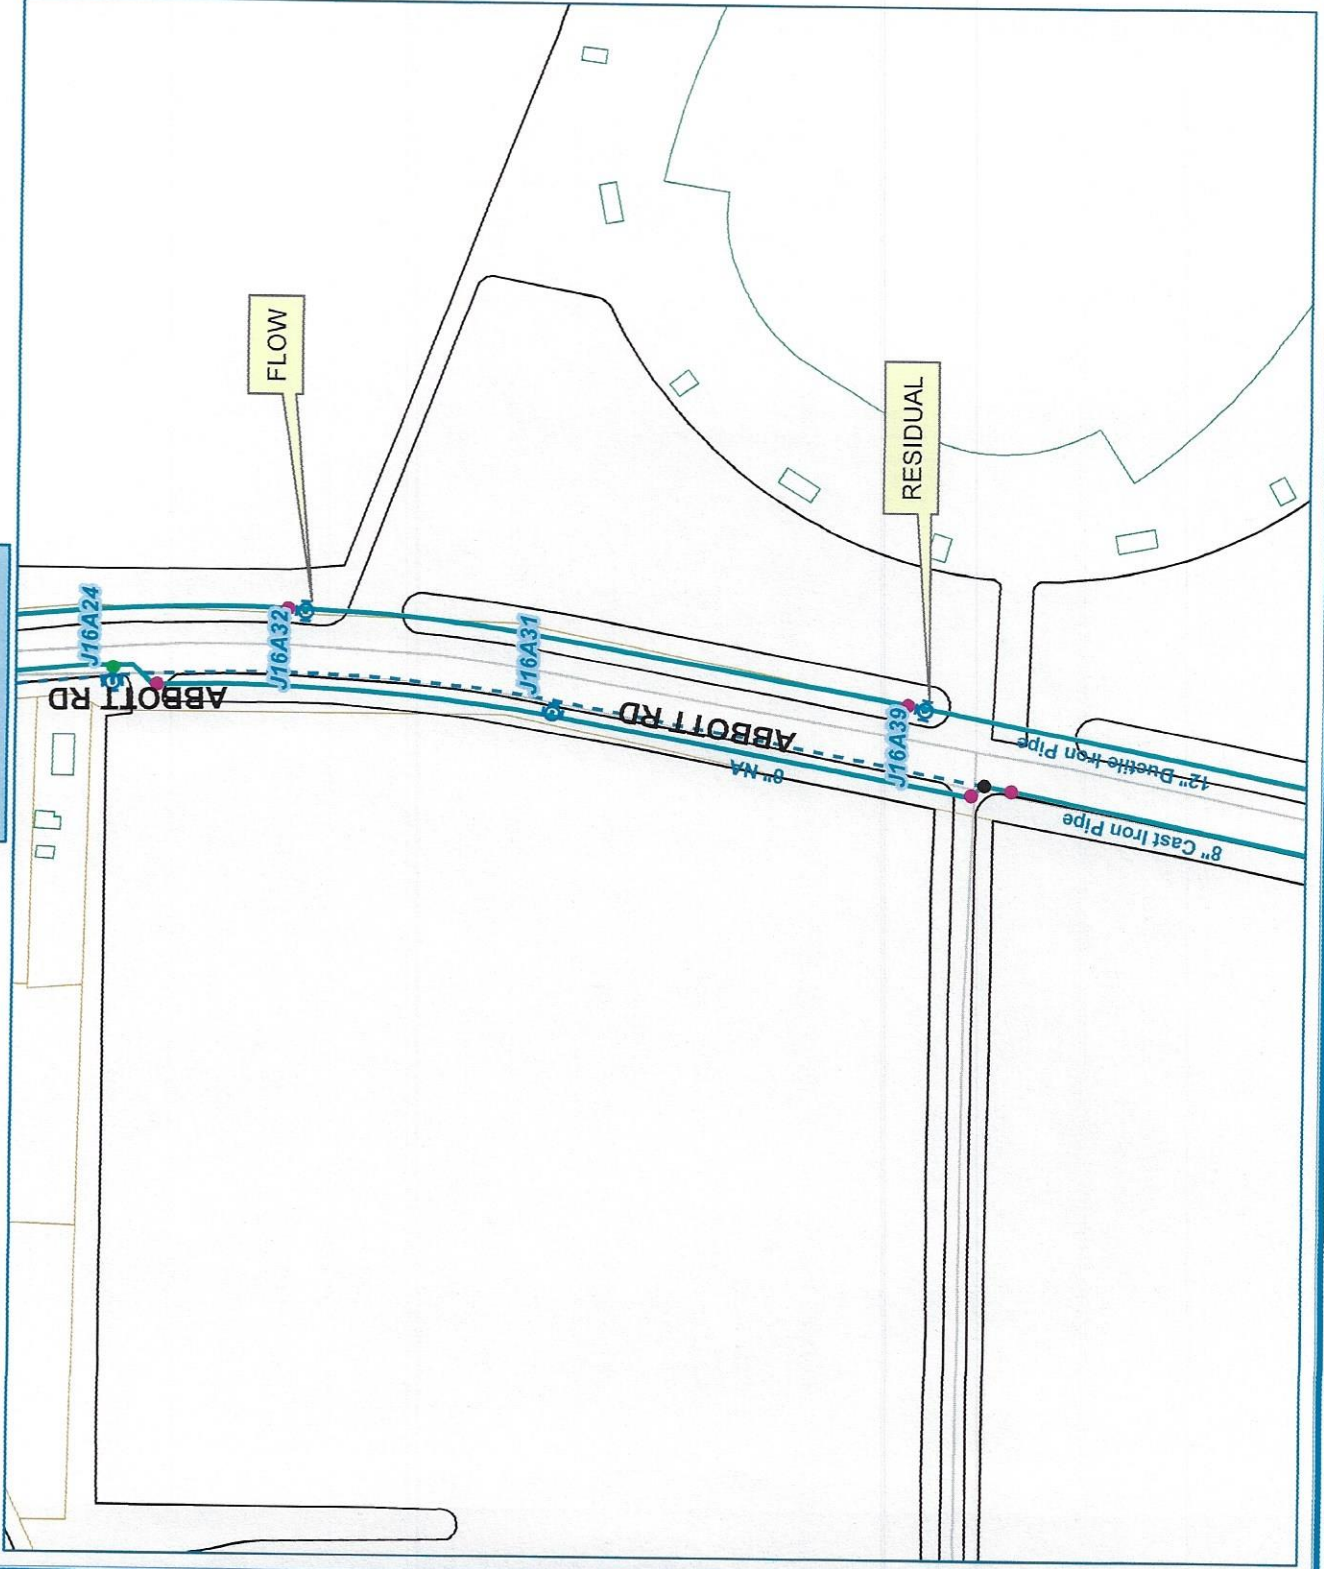 FLOW
RESIDUAL
J16A24
J16A32
J16A31
J16A39
ABBOTT RD
ABBOTT RD
NA
12" Ductile Iron Pipe
8" Cast Iron Pipe